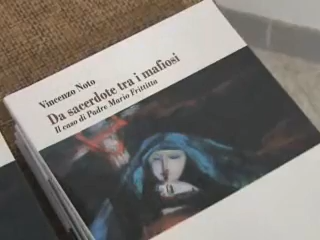 Vincenzo Noto
Da sacerdote tra i mafiosi
Il caso di Padre Mario Frittitta